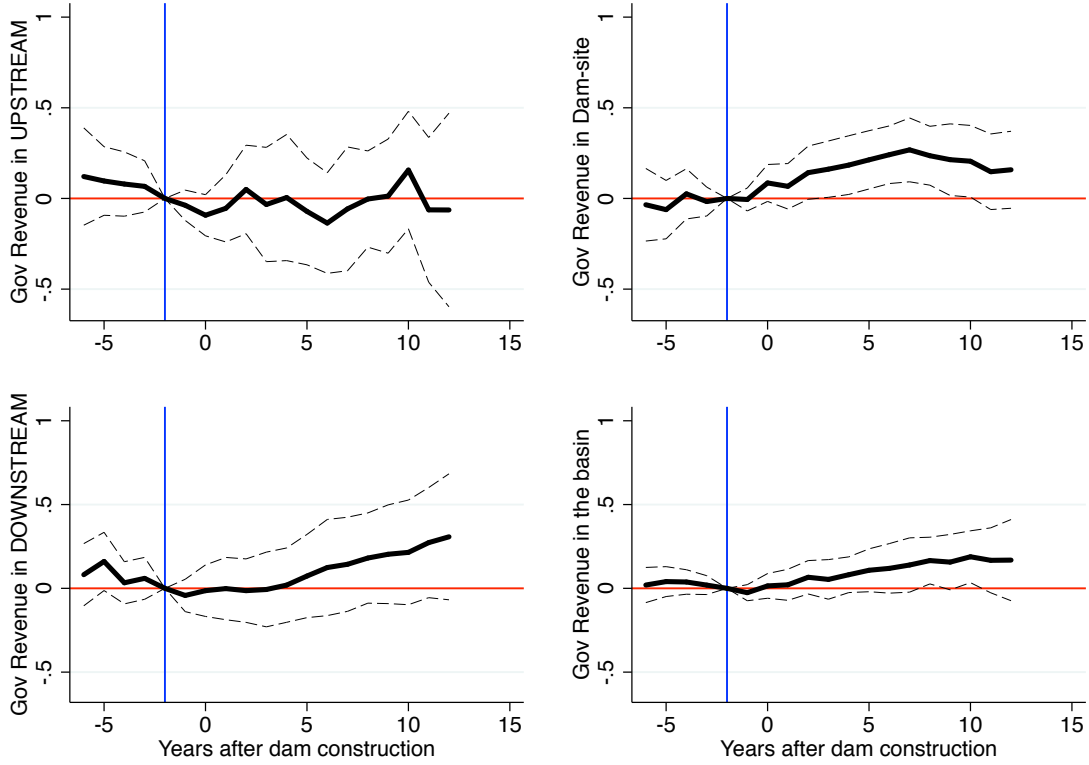 Gov Revenue in UPSTREAM
1
.5
0
-.5
-5 0 5 10 15
Gov Revenue in Dam-site
1
.5
0
-.5
-5 0 5 10 15
Gov Revenue in DOWNSTREAM
1
.5
0
-.5
-5 0 5 10 15
Years after dam construction
Gov Revenue in the basin
1
.5
0
-.5
-5 0 5 10 15
Years after dam construction